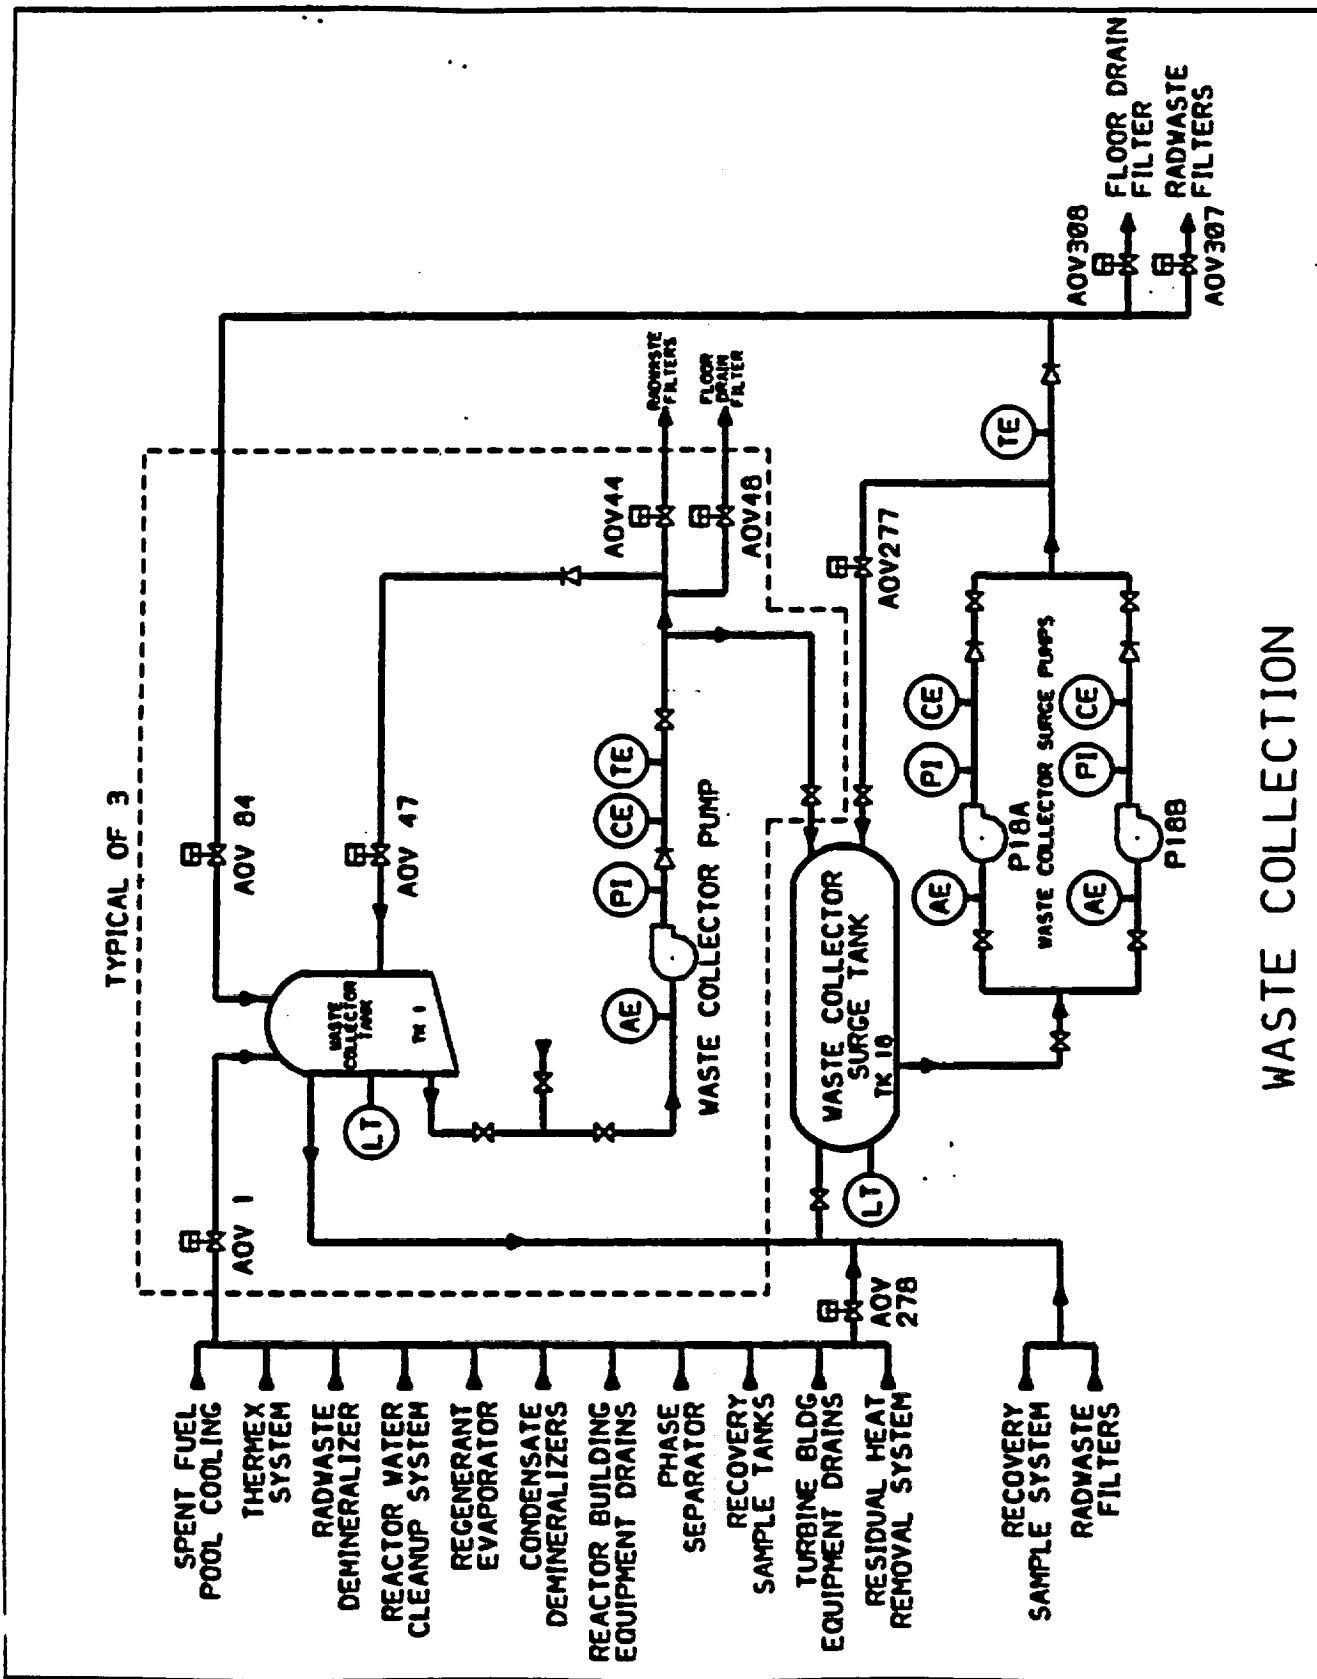 SPENT FUEL
POOL COOLING
THERMEX
SYSTEM
RADWASTE
DEMINERALIZER
REACTOR WATER
CLEANUP SYSTEM
REGENERANT
EVAPORATOR
CONDENSATE
DEMINERALIZERS
REACTOR BUILDING
EQUIPMENT DRAINS
PHASE
SEPARATOR
RECOVERY
SAMPLE TANKS
TURBINE BLDG
EQUIPMENT DRAINS
RESIDUAL HEAT
REMOVAL SYSTEM
RECOVERY
SAMPLE SYSTEM
RADWASTE
FILTERS
TYPICAL OF 3
AOV 1
AOV 84
AOV 47
WASTE
COLLECTOR
TANK
TK 1
LT
AE
PI
CE
TE
WASTE COLLECTOR PUMP
AOV44
AOV48
RADWASTE
FILTERS
FLOOR
DRAIN
FILTER
AOV
278
LT
WASTE COLLECTOR
SURGE TANK
TK 18
AOV277
AE
PI
CE
P18A
WASTE COLLECTOR SURGE PUMPS
AE
PI
CE
P18B
TE
AOV308
FLOOR DRAIN
FILTER
RADWASTE
FILTERS
AOV307
WASTE COLLECTION